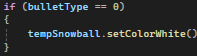 if (bulletType == 0)
{
tempSnowball.setColorWhite()
}